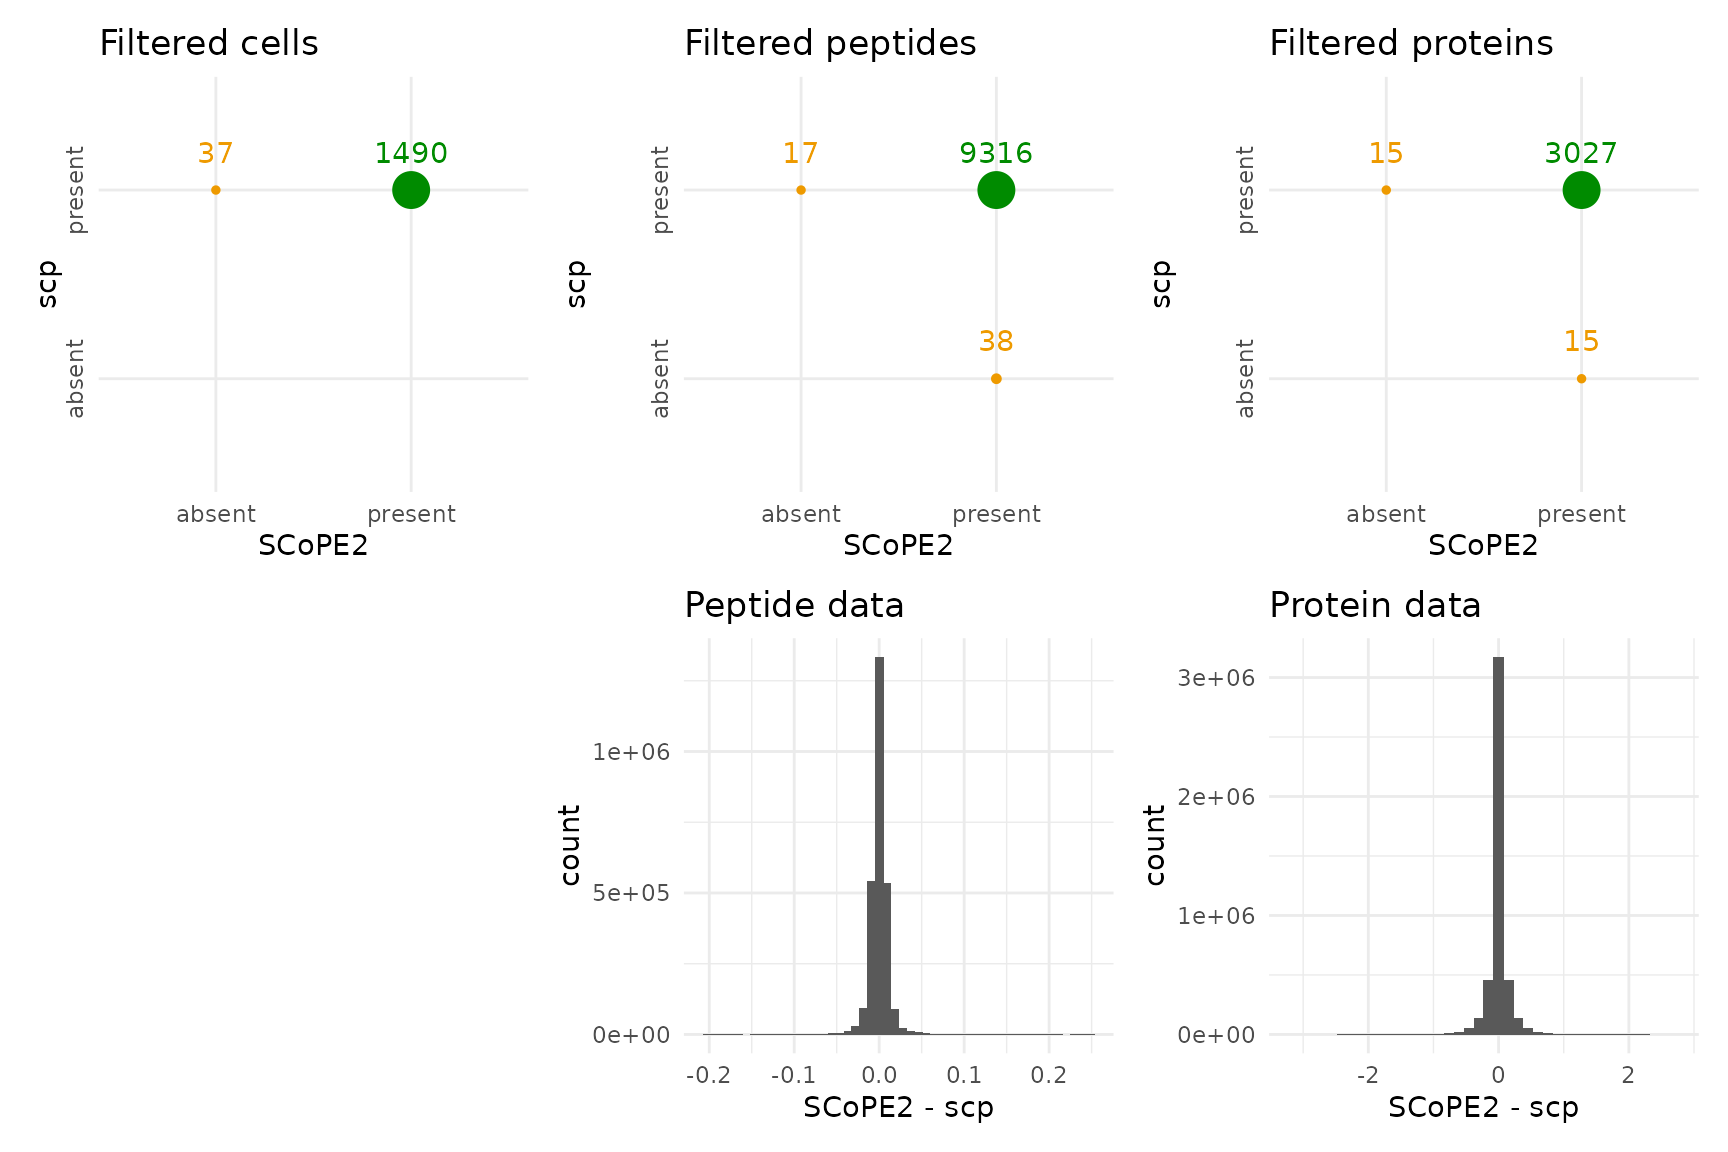 Filtered cells
37
1490
present
absent
scp
absent
present
SCoPE2
Filtered peptides
17
9316
38
present
absent
scp
absent
present
SCoPE2
Filtered proteins
15
3027
15
present
absent
scp
absent
present
SCoPE2
Peptide data
1e+06
5e+05
0e+00
count
-0.2
-0.1
0.0
0.1
0.2
SCoPE2 - scp
Protein data
3e+06
2e+06
1e+06
0e+00
count
-2
0
2
SCoPE2 - scp